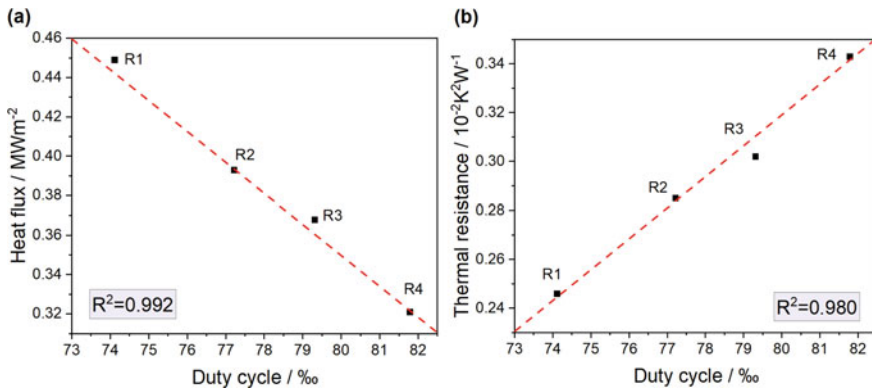 (a)
0.46
0.44
0.42
0.40
0.38
0.36
0.34
0.32
Heat flux / MWm⁻²
R1
R2
R3
R4
R²=0.992
73 74 75 76 77 78 79 80 81 82
Duty cycle / ‰
(b)
0.34
0.32
0.30
0.28
0.26
0.24
Thermal resistance / 10⁻²K²W⁻¹
R4
R3
R2
R1
R²=0.980
73 74 75 76 77 78 79 80 81 82
Duty cycle / ‰